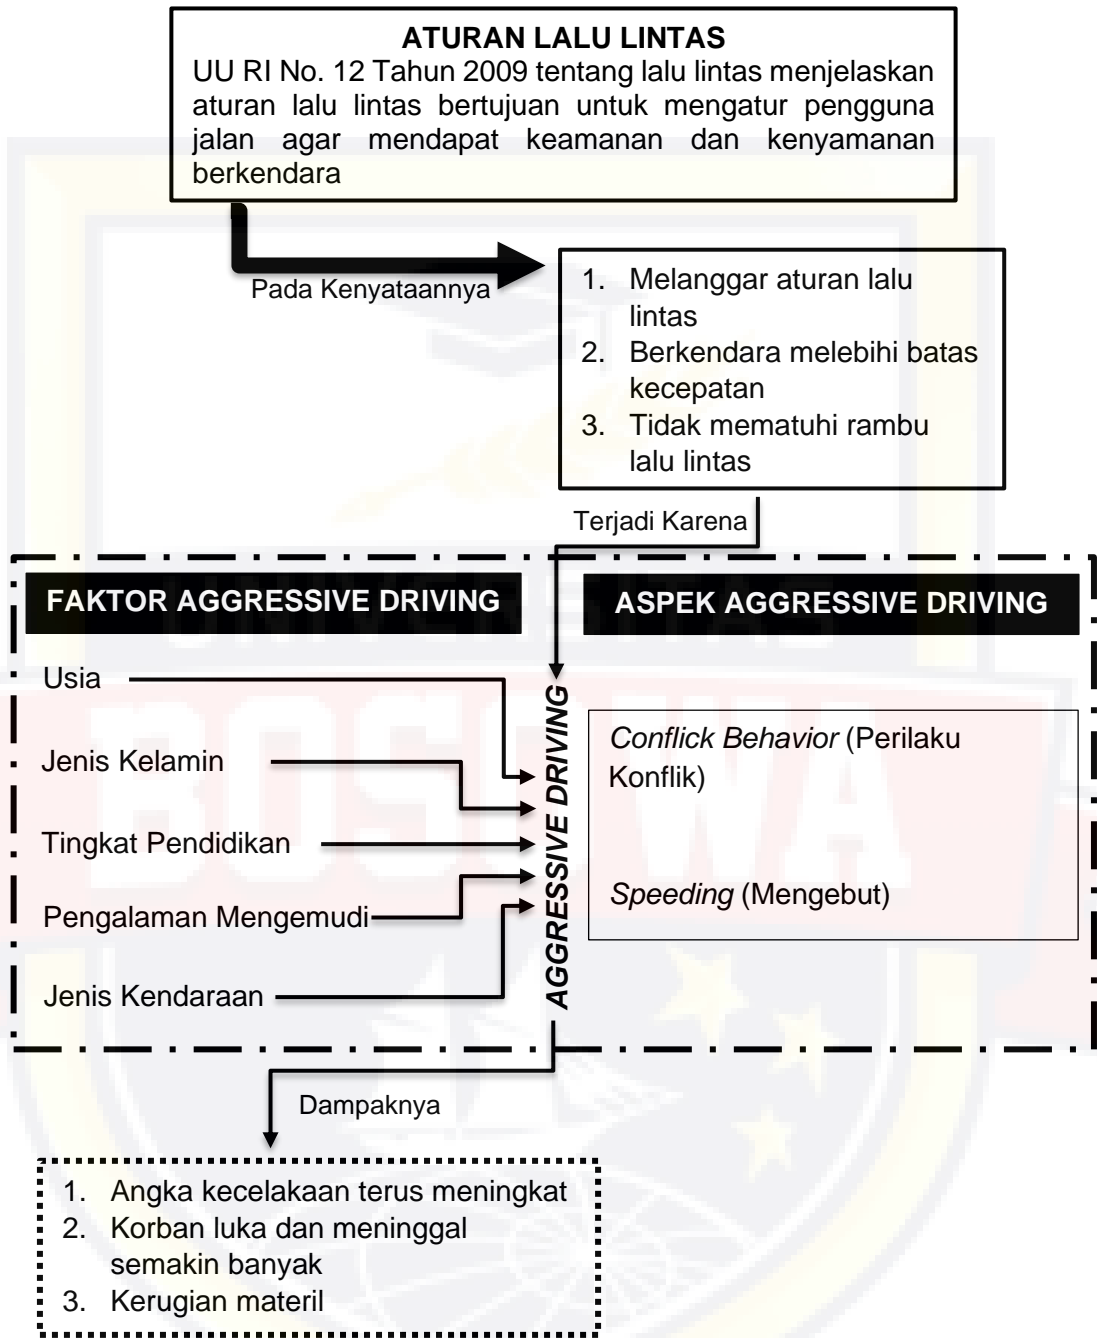 ATURAN LALU LINTAS
UU RI No. 12 Tahun 2009 tentang lalu lintas menjelaskan
aturan lalu lintas bertujuan untuk mengatur pengguna
jalan agar mendapat keamanan dan kenyamanan
berkendara
Pada Kenyataannya
1. Melanggar aturan lalu
lintas
2. Berkendara melebihi batas
kecepatan
3. Tidak mematuhi rambu
lalu lintas
Terjadi Karena
FAKTOR AGGRESSIVE DRIVING
Usia
Jenis Kelamin
Tingkat Pendidikan
Pengalaman Mengemudi
Jenis Kendaraan
AGGRESSIVE DRIVING
ASPEK AGGRESSIVE DRIVING
Conflick Behavior (Perilaku
Konflik)
Speeding (Mengebut)
Dampaknya
1. Angka kecelakaan terus meningkat
2. Korban luka dan meninggal
semakin banyak
3. Kerugian materil
UNIVERSITAS
BOSOWA